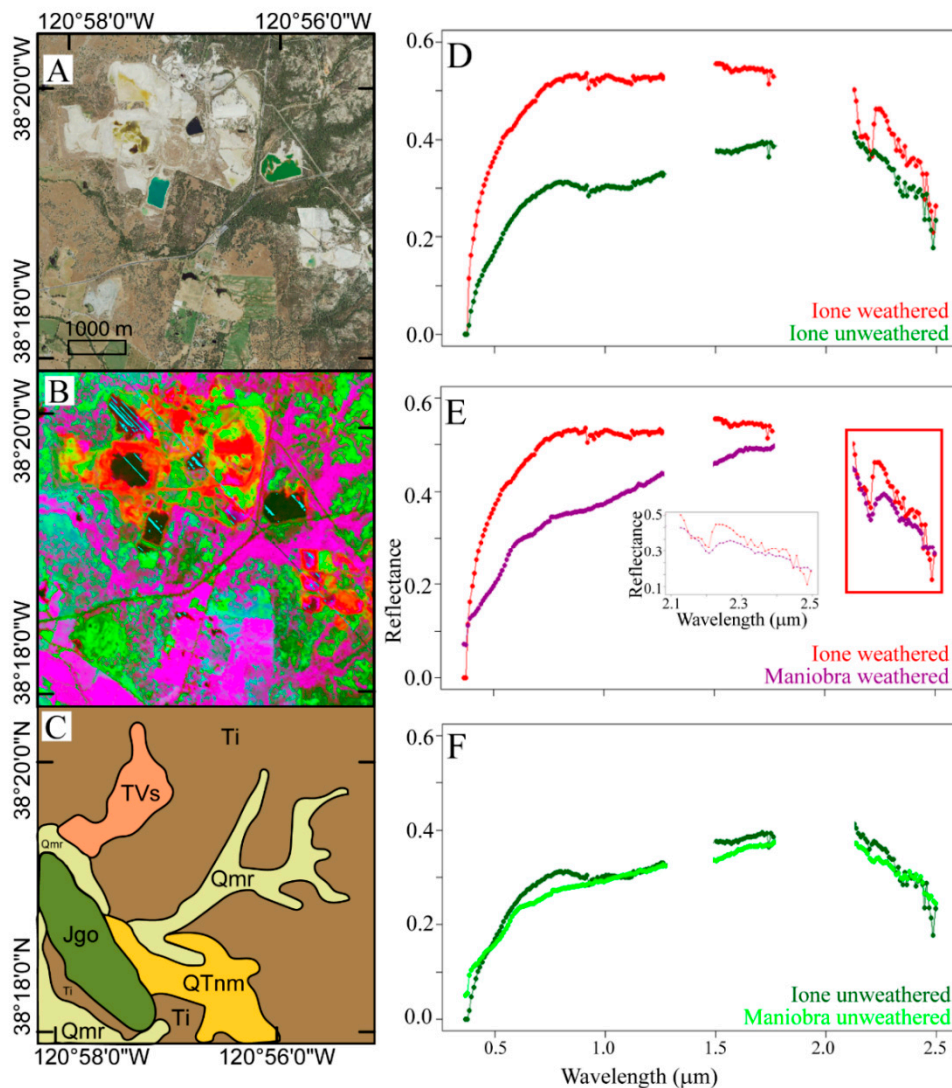 120°58'0"W
120°56'0"W
A
38°20'0"W
38°18'0"W
1000 m
B
38°20'0"W
38°18'0"W
C
Ti
TVs
Qmr
Qmr
Jgo
QTnm
Ti
Ti
Qmr
38°20'0"N
38°18'0"N
120°58'0"W
120°56'0"W
D
0.6
0.4
0.2
0.0
Ione weathered
Ione unweathered
E
0.6
0.4
0.2
0.0
Reflectance
0.5
0.3
0.1
Reflectance
2.1
2.3
2.5
Wavelength (μm)
Ione weathered
Maniobra weathered
F
0.6
0.4
0.2
0.0
Ione unweathered
Maniobra unweathered
0.5
1.0
1.5
2.0
2.5
Wavelength (μm)